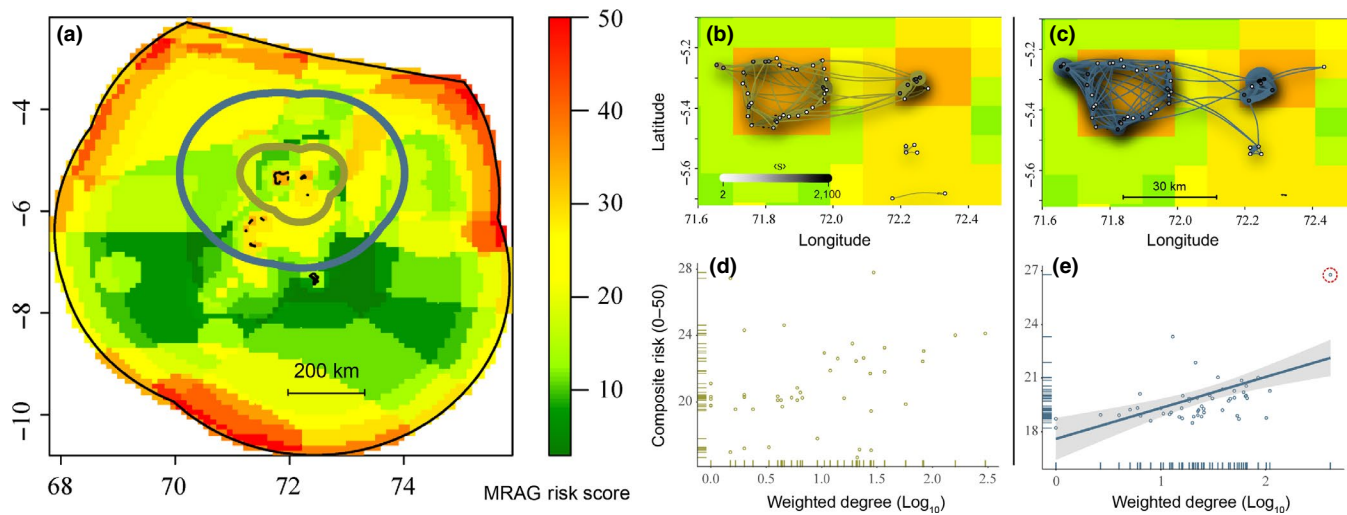 (a)
50
40
30
20
10
−4
−6
−8
−10
200 km
68 70 72 74
MRAG risk score
(b)
Latitude
−5.2
−5.4
−5.6
⟨s⟩
2 2,100
71.6 71.8 72.0 72.2 72.4
Longitude
(c)
−5.2
−5.4
−5.6
30 km
71.6 71.8 72.0 72.2 72.4
Longitude
(d)
Composite risk (0–50)
28
24
20
0.0 0.5 1.0 1.5 2.0 2.5
Weighted degree (Log10)
(e)
27
24
21
18
0 1 2
Weighted degree (Log10)